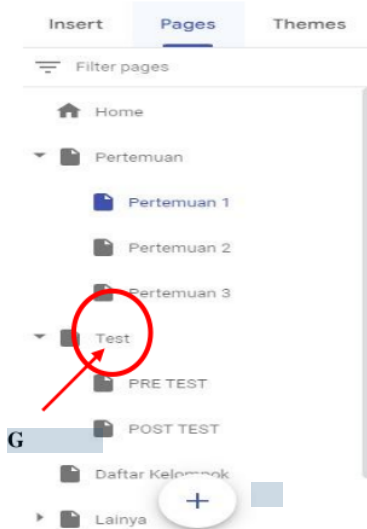 Insert Pages Themes
Filter pages
Home
Pertemuan
Pertemuan 1
Pertemuan 2
Pertemuan 3
Test
PRE TEST
G
POST TEST
Daftar Kelompok
+
Lainya